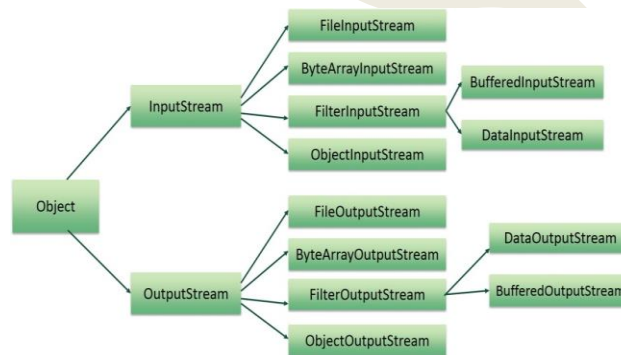 FileInputStream
ByteArrayInputStream
BufferedInputStream
InputStream
FilterInputStream
DataInputStream
ObjectInputStream
Object
FileOutputStream
DataOutputStream
ByteArrayOutputStream
OutputStream
FilterOutputStream
BufferedOutputStream
ObjectOutputStream